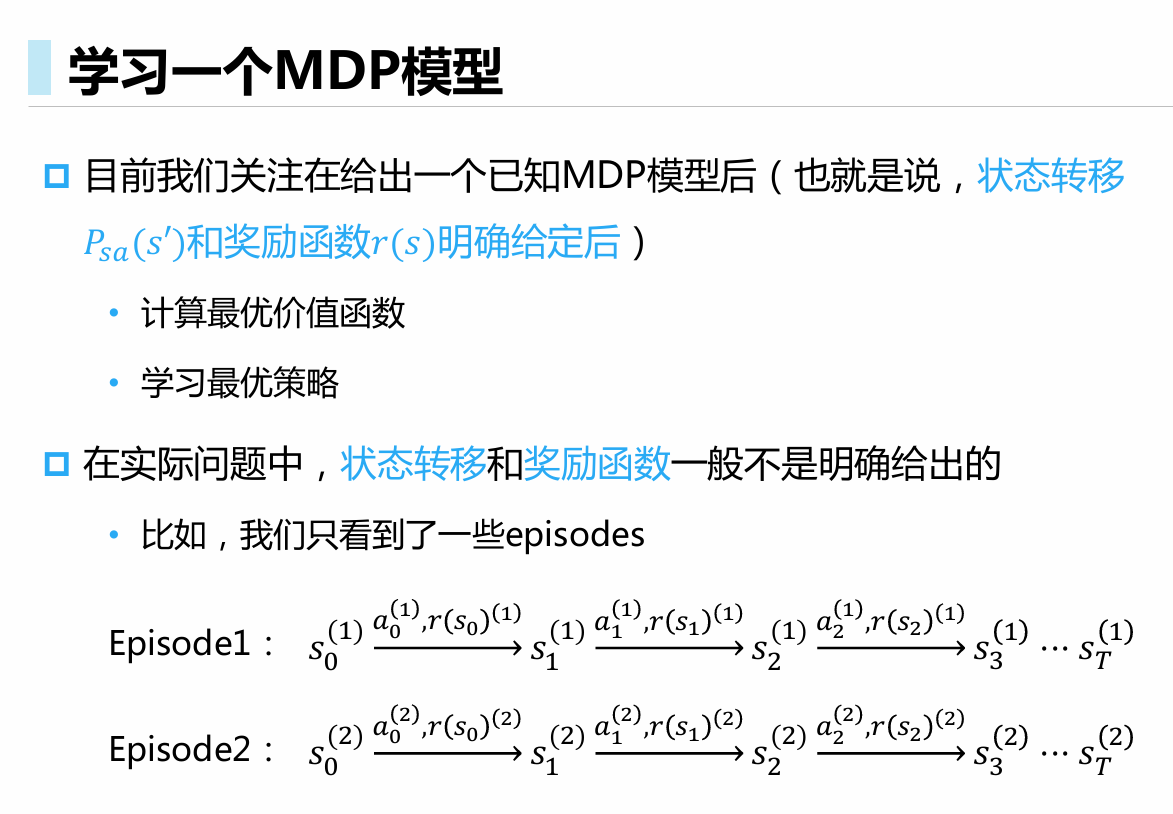 学习一个MDP模型
目前我们关注在给出一个已知MDP模型后（也就是说，状态转移
$P_{sa}(s')$和奖励函数$r(s)$明确给定后）
• 计算最优价值函数
• 学习最优策略
在实际问题中，状态转移和奖励函数一般不是明确给出的
• 比如，我们只看到了一些episodes
Episode1： $s_0^{(1)} \xrightarrow{a_0^{(1)},r(s_0)^{(1)}} s_1^{(1)} \xrightarrow{a_1^{(1)},r(s_1)^{(1)}} s_2^{(1)} \xrightarrow{a_2^{(1)},r(s_2)^{(1)}} s_3^{(1)} \cdots s_T^{(1)}$
Episode2： $s_0^{(2)} \xrightarrow{a_0^{(2)},r(s_0)^{(2)}} s_1^{(2)} \xrightarrow{a_1^{(2)},r(s_1)^{(2)}} s_2^{(2)} \xrightarrow{a_2^{(2)},r(s_2)^{(2)}} s_3^{(2)} \cdots s_T^{(2)}$